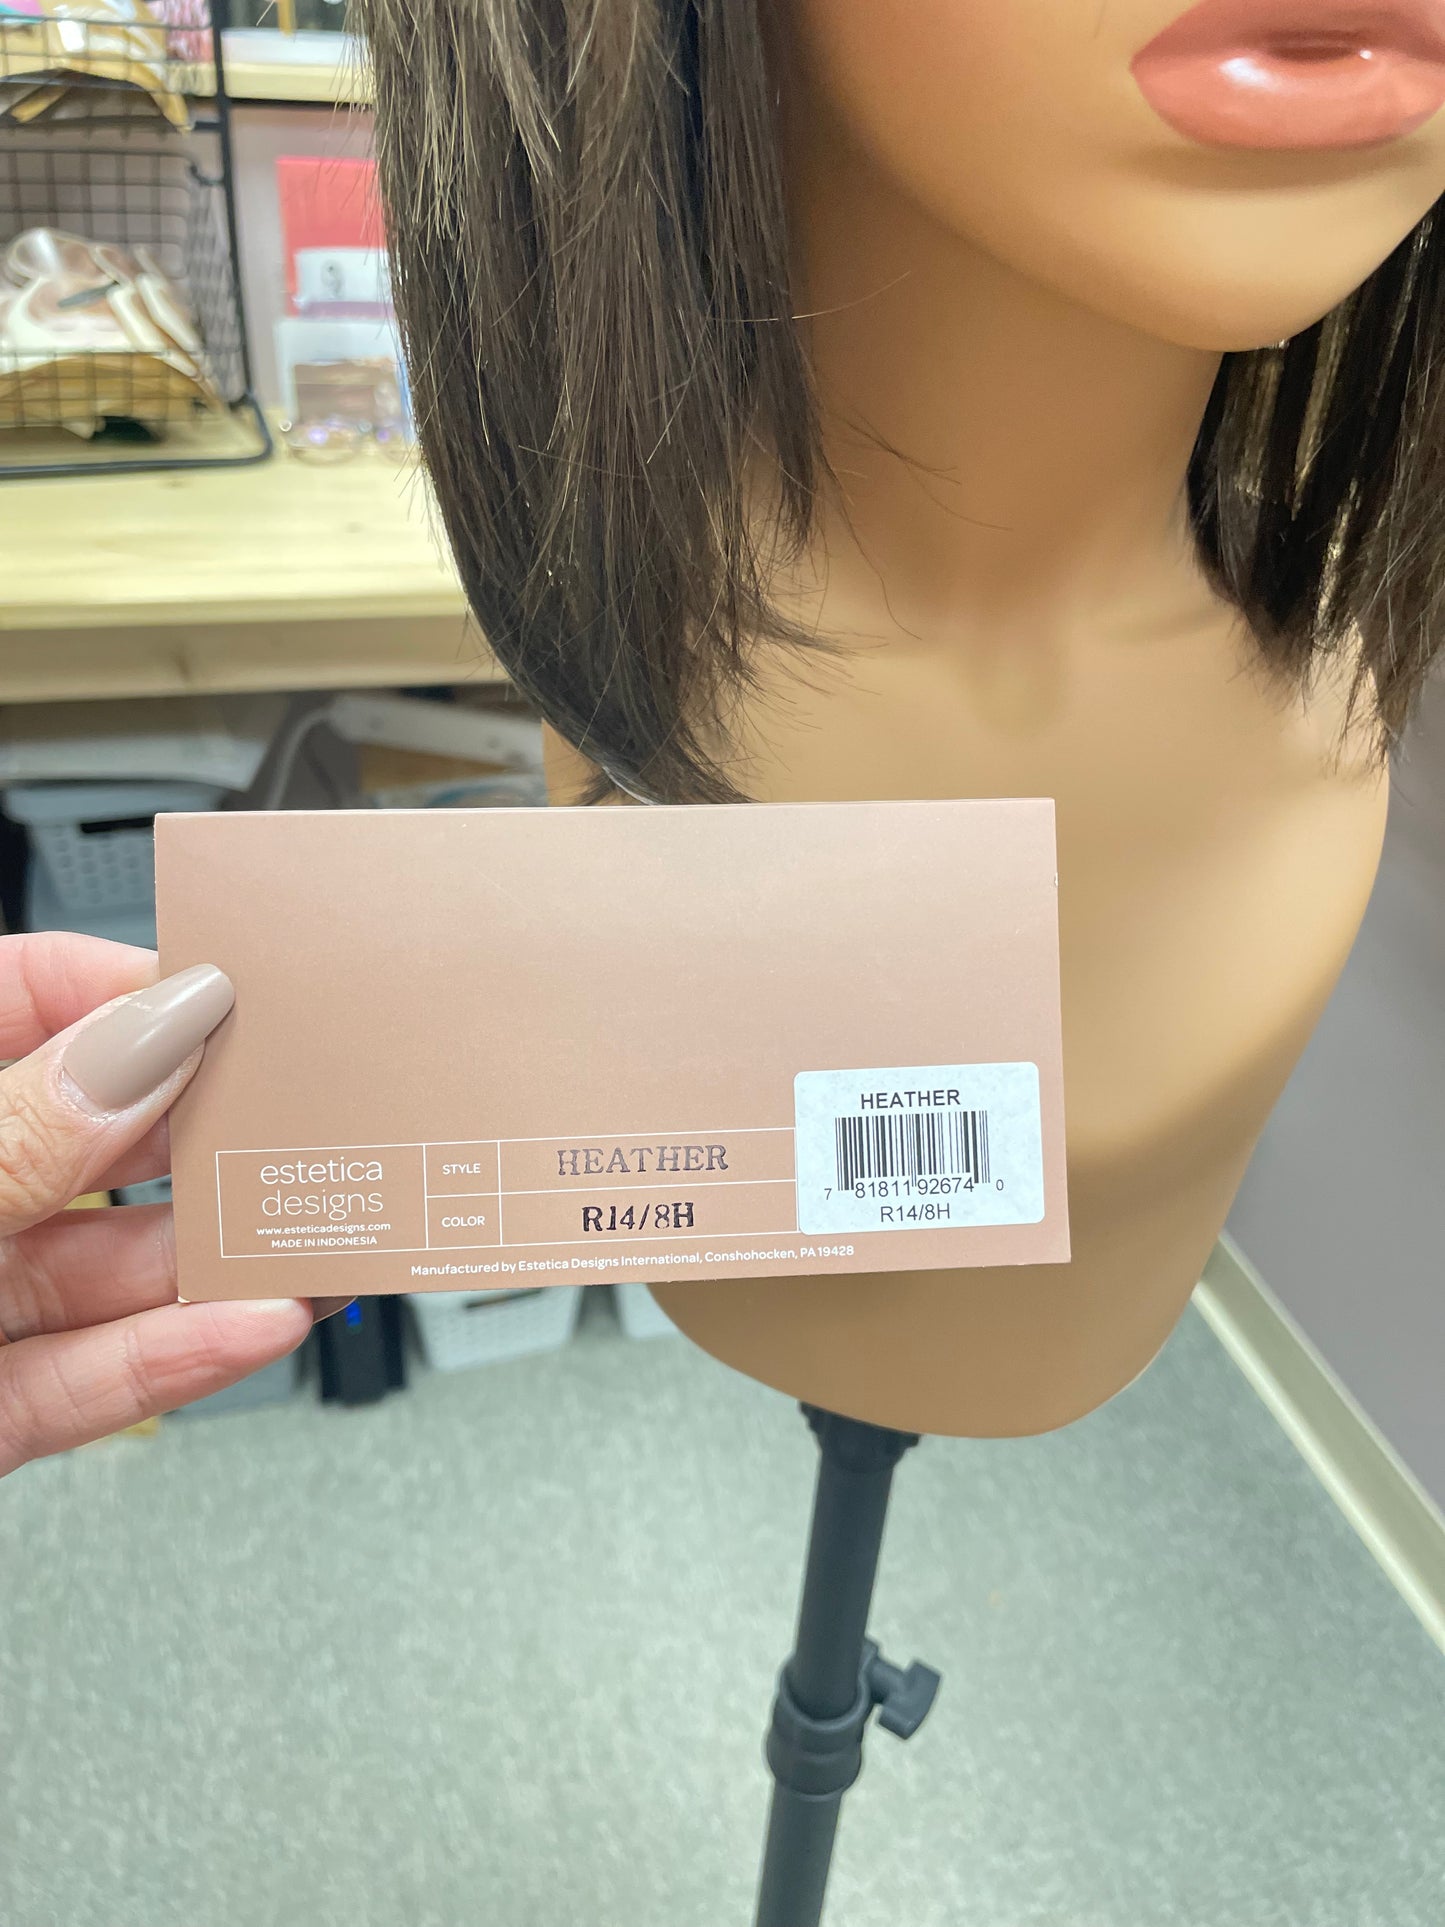 estetica
designs
www.esteticadesigns.com
MADE IN INDONESIA
STYLE
HEATHER
COLOR
R14/8H
Manufactured by Estetica Designs International, Conshohocken, PA 19428
HEATHER
7 81811 92674 0
R14/8H